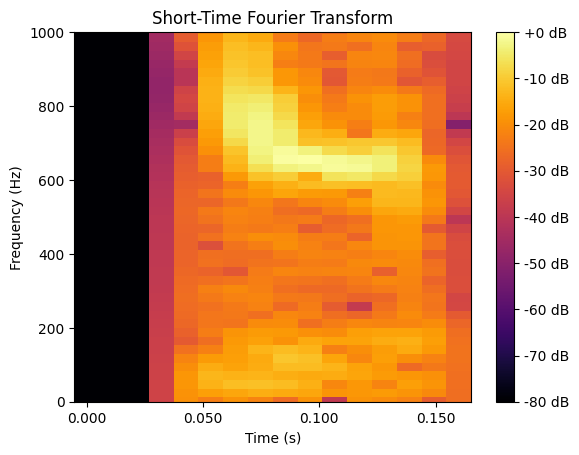 Short-Time Fourier Transform
1000
800
600
400
200
0
Frequency (Hz)
0.000
0.050
0.100
0.150
Time (s)
+0 dB
-10 dB
-20 dB
-30 dB
-40 dB
-50 dB
-60 dB
-70 dB
-80 dB